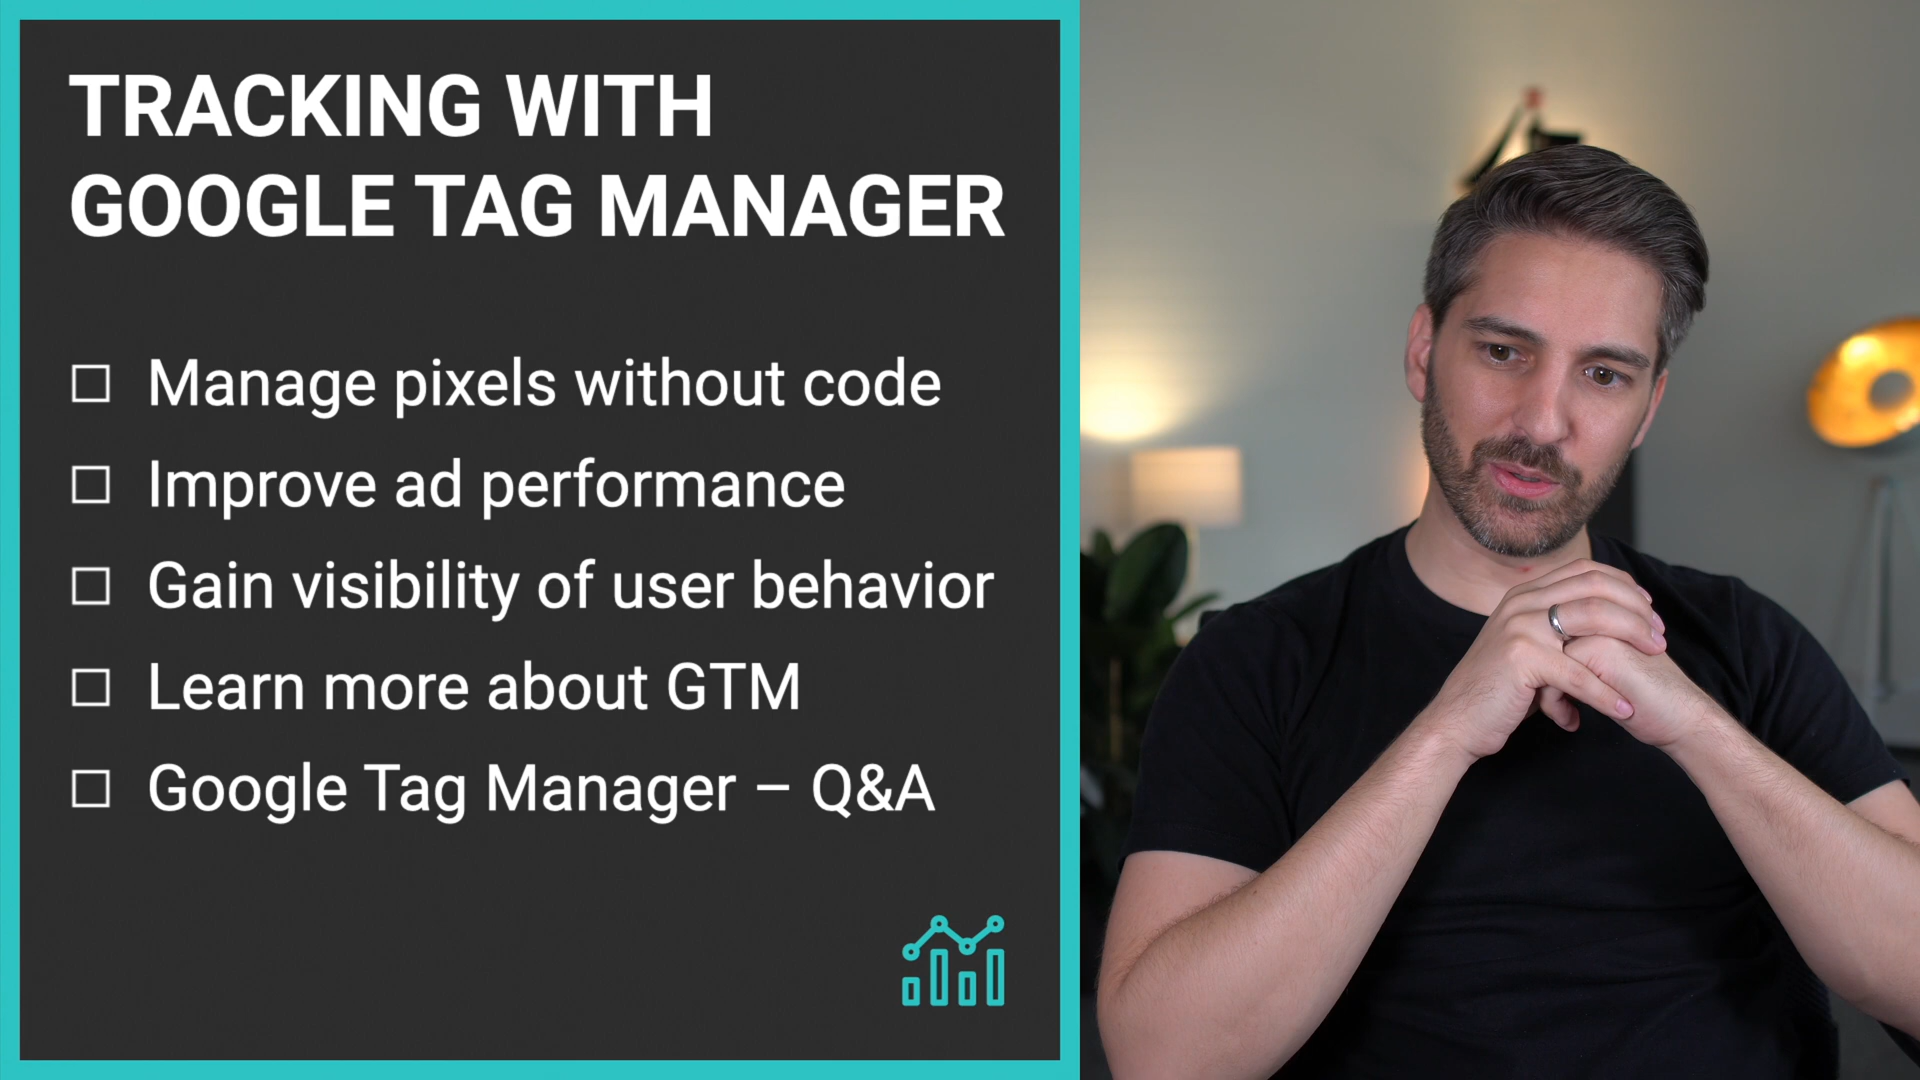 TRACKING WITH
GOOGLE TAG MANAGER
Manage pixels without code
Improve ad performance
Gain visibility of user behavior
Learn more about GTM
Google Tag Manager – Q&A